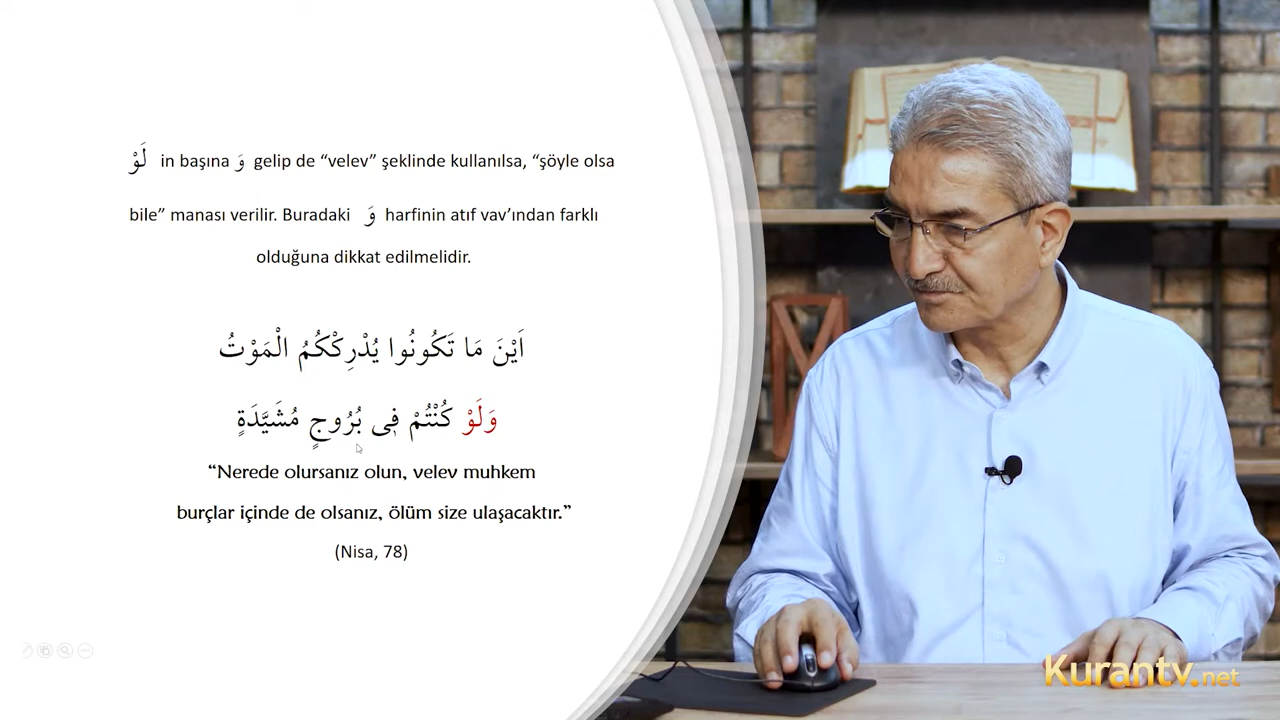 لَوْ in başına وَ gelip de “velev” şeklinde kullanılsa, “şöyle olsa
bile” manası verilir. Buradaki وَ harfinin atıf vav’ından farklı
olduğuna dikkat edilmelidir.
اَيْنَ مَا تَكُونُوا يُدْرِكْكُمُ الْمَوْتُ
وَلَوْ كُنْتُمْ فٖى بُرُوجٍ مُشَيَّدَةٍ
“Nerede olursanız olun, velev muhkem
burçlar içinde de olsanız, ölüm size ulaşacaktır.”
(Nisa, 78)
Kurantv.net